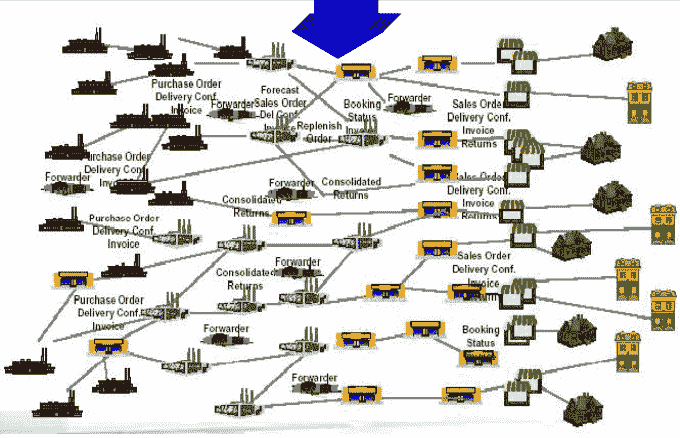 Purchase Order
Delivery Conf.
Invoice
Forwarder
Forecast
Sales Order
Del Conf.
Invoice
Replenish
Order
Booking
Status
Invoice
Forwarder
Sales Order
Delivery Conf.
Invoice
Returns
urchase Order
Delivery Conf.
Forwarder
Forwarder
Consolidated
Returns
Consolidated
Returns
ales Order
Delivery Conf.
Invoice
Returns
Purchase Order
Delivery Conf.
Invoice
Forwarder
Consolidated
Returns
Sales Order
Delivery Conf.
Invoice
Purchase Order
Delivery Conf.
Invoice
Forwarder
Booking
Status
Forwarder